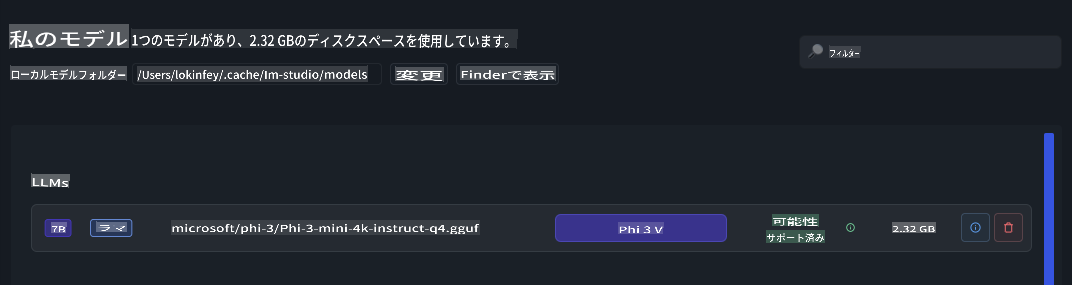 私のモデル 1つのモデルがあり、2.32 GBのディスクスペースを使用しています。
フィルター
ローカルモデルフォルダー /Users/lokinfey/.cache/lm-studio/models 変更 Finderで表示
LLMs
7B ライ microsoft/phi-3/Phi-3-mini-4k-instruct-q4.gguf Phi 3 V 可能性 2.32 GB
サポート済み